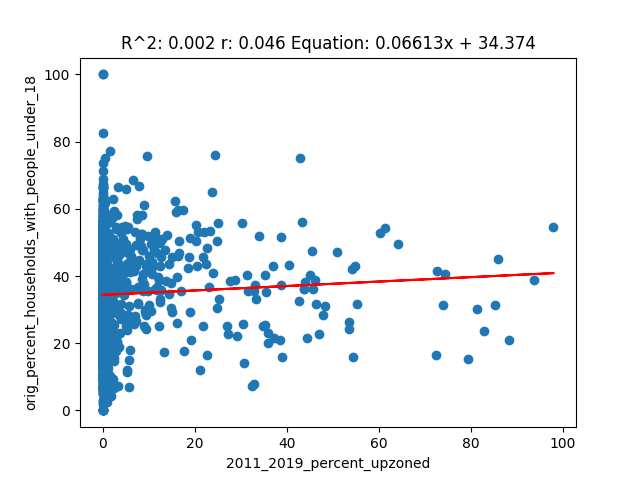 R^2: 0.002 r: 0.046 Equation: 0.06613x + 34.374
100
80
60
40
20
0
orig_percent_households_with_people_under_18
0 20 40 60 80 100
2011_2019_percent_upzoned